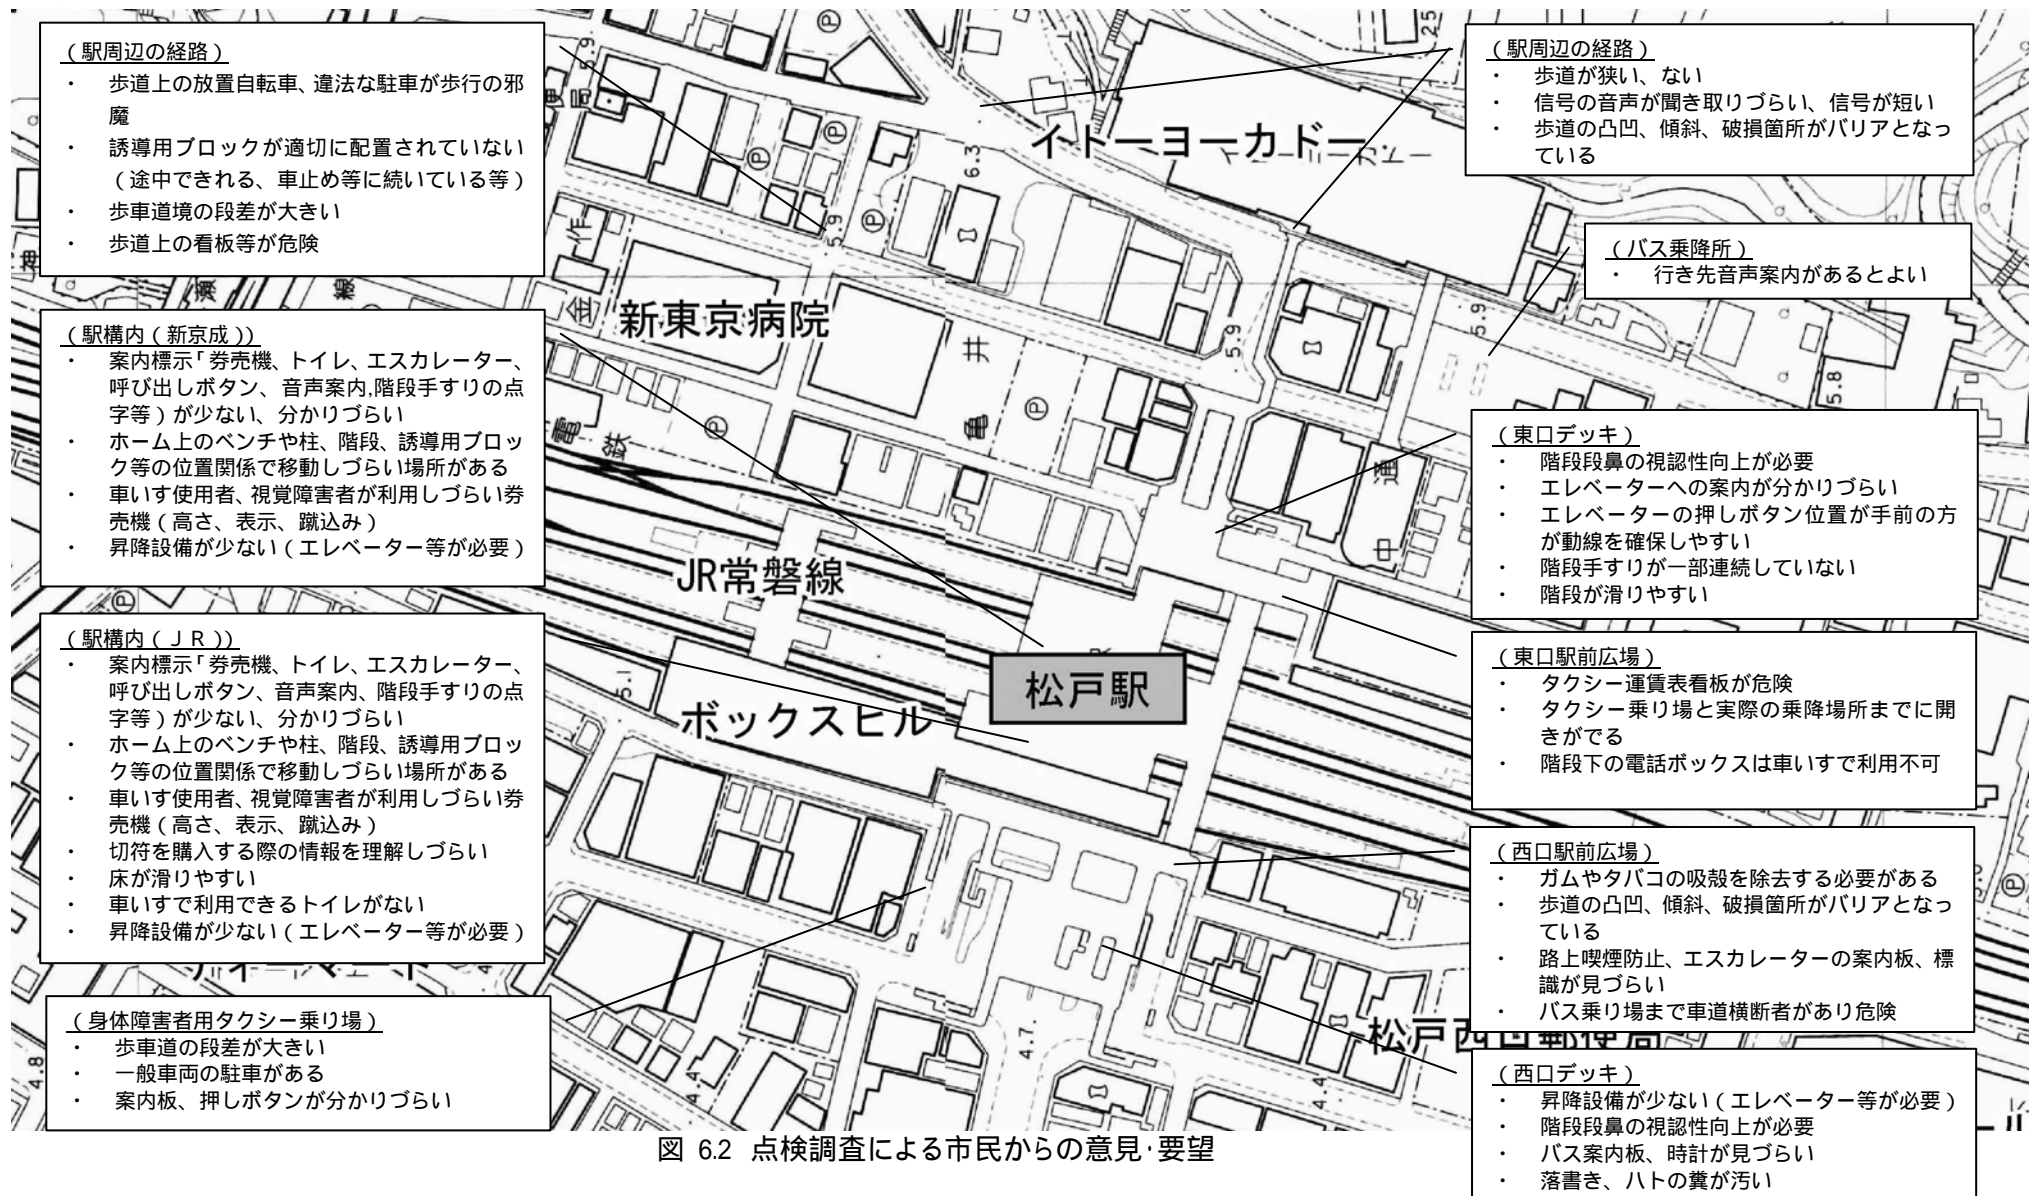 （駅周辺の経路）
・ 歩道上の放置自転車、違法な駐車が歩行の邪
魔
・ 誘導用ブロックが適切に配置されていない
（途中できれる、車止め等に続いている等）
・ 歩車道境の段差が大きい
・ 歩道上の看板等が危険
（駅構内（新京成））
・ 案内標示「券売機、トイレ、エスカレーター、
呼び出しボタン、音声案内,階段手すりの点
字等）が少ない、分かりづらい
・ ホーム上のベンチや柱、階段、誘導用ブロッ
ク等の位置関係で移動しづらい場所がある
・ 車いす使用者、視覚障害者が利用しづらい券
売機（高さ、表示、蹴込み）
・ 昇降設備が少ない（エレベーター等が必要）
（駅構内（ＪＲ））
・ 案内標示「券売機、トイレ、エスカレーター、
呼び出しボタン、音声案内、階段手すりの点
字等）が少ない、分かりづらい
・ ホーム上のベンチや柱、階段、誘導用ブロッ
ク等の位置関係で移動しづらい場所がある
・ 車いす使用者、視覚障害者が利用しづらい券
売機（高さ、表示、蹴込み）
・ 切符を購入する際の情報を理解しづらい
・ 床が滑りやすい
・ 車いすで利用できるトイレがない
・ 昇降設備が少ない（エレベーター等が必要）
（身体障害者用タクシー乗り場）
・ 歩車道の段差が大きい
・ 一般車両の駐車がある
・ 案内板、押しボタンが分かりづらい
イトーヨーカドー
新東京病院
JR常磐線
松戸駅
ボックスヒル
松戸西口郵便局
5.9
6.3
5.9
5.9
5.9
5.8
5.1
4.7
4.4
4.4
4.8
（駅周辺の経路）
・ 歩道が狭い、ない
・ 信号の音声が聞き取りづらい、信号が短い
・ 歩道の凸凹、傾斜、破損箇所がバリアとなっ
ている
（バス乗降所）
・ 行き先音声案内があるとよい
（東口デッキ）
・ 階段段鼻の視認性向上が必要
・ エレベーターへの案内が分かりづらい
・ エレベーターの押しボタン位置が手前の方
が動線を確保しやすい
・ 階段手すりが一部連続していない
・ 階段が滑りやすい
（東口駅前広場）
・ タクシー運賃表看板が危険
・ タクシー乗り場と実際の乗降場所までに開
きがでる
・ 階段下の電話ボックスは車いすで利用不可
（西口駅前広場）
・ ガムやタバコの吸殻を除去する必要がある
・ 歩道の凸凹、傾斜、破損箇所がバリアとなっ
ている
・ 路上喫煙防止、エスカレーターの案内板、標
識が見づらい
・ バス乗り場まで車道横断者があり危険
（西口デッキ）
・ 昇降設備が少ない（エレベーター等が必要）
・ 階段段鼻の視認性向上が必要
・ バス案内板、時計が見づらい
・ 落書き、ハトの糞が汚い
図 6.2 点検調査による市民からの意見･要望